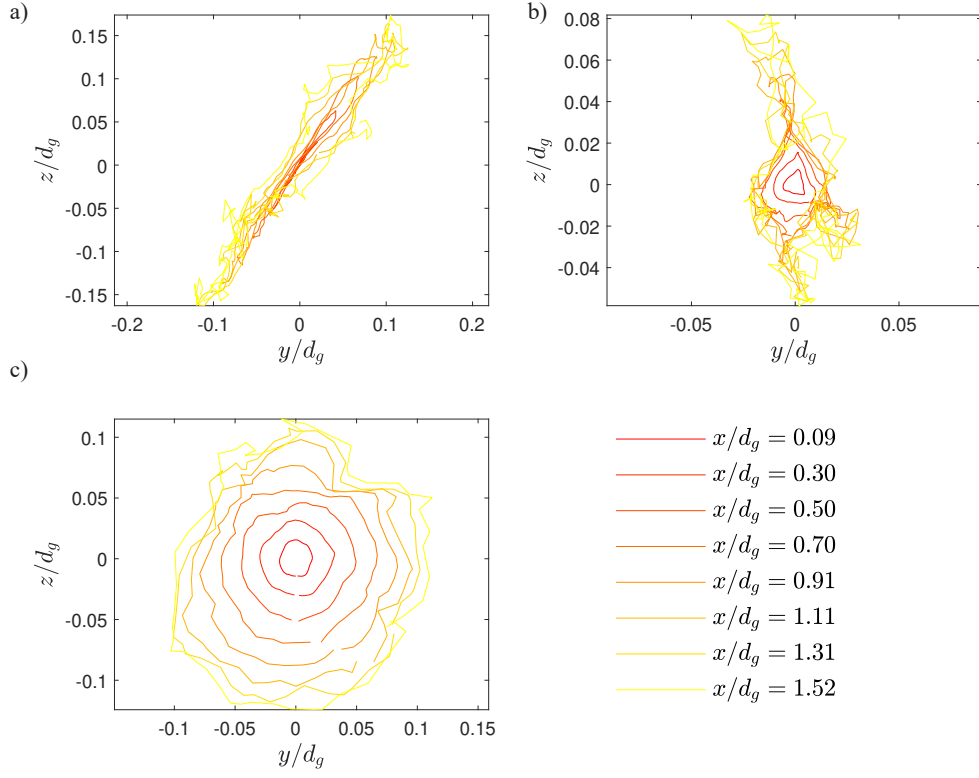 a)
0.15
0.1
0.05
0
-0.05
-0.1
-0.15
z/d_g
-0.2 -0.1 0 0.1 0.2
y/d_g
b)
0.08
0.06
0.04
0.02
0
-0.02
-0.04
z/d_g
-0.05 0 0.05
y/d_g
c)
0.1
0.05
0
-0.05
-0.1
z/d_g
-0.1 -0.05 0 0.05 0.1 0.15
y/d_g
x/d_g = 0.09
x/d_g = 0.30
x/d_g = 0.50
x/d_g = 0.70
x/d_g = 0.91
x/d_g = 1.11
x/d_g = 1.31
x/d_g = 1.52